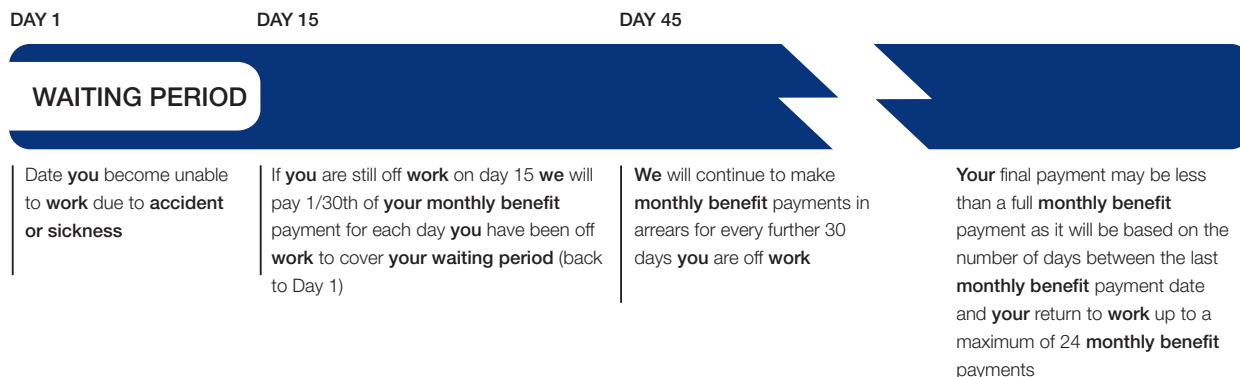 DAY 1
DAY 15
DAY 45
WAITING PERIOD
Date you become unable
to work due to accident
or sickness
If you are still off work on day 15 we will
pay 1/30th of your monthly benefit
payment for each day you have been off
work to cover your waiting period (back
to Day 1)
We will continue to make
monthly benefit payments in
arrears for every further 30
days you are off work
Your final payment may be less
than a full monthly benefit
payment as it will be based on the
number of days between the last
monthly benefit payment date
and your return to work up to a
maximum of 24 monthly benefit
payments